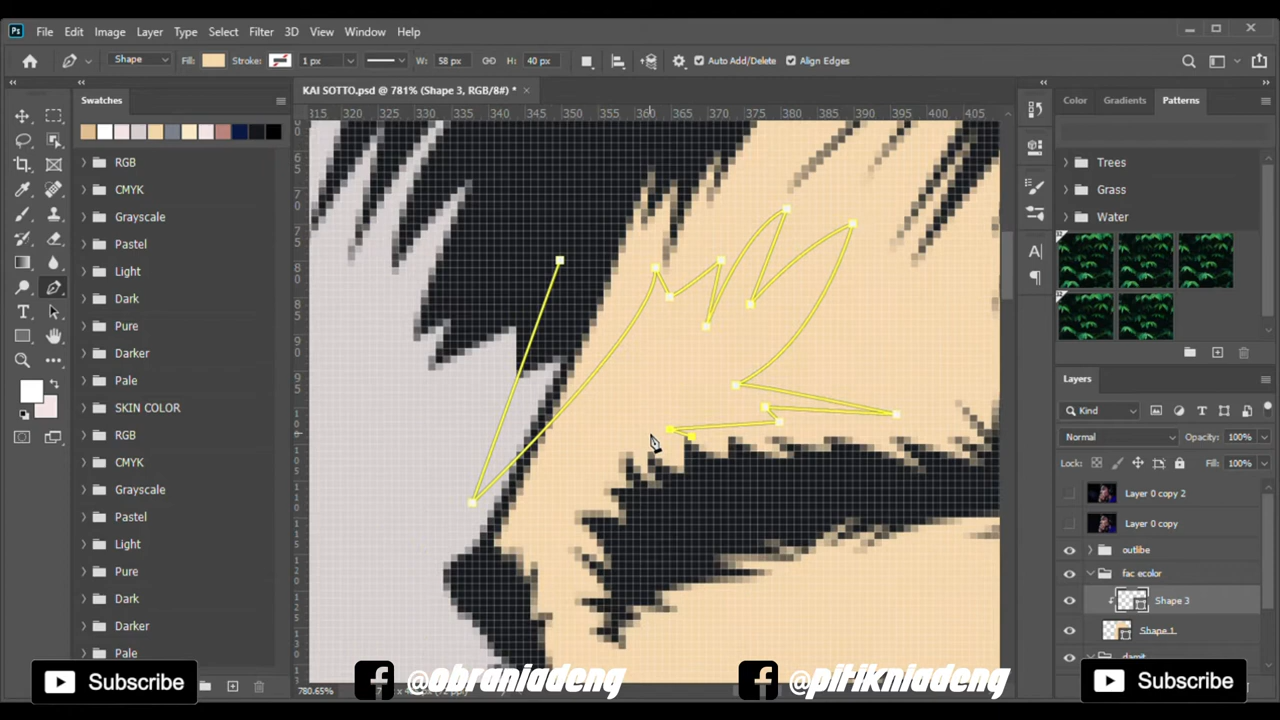 Ps File Edit Image Layer Type Select Filter 3D View Window Help
Shape Fill: Stroke: 1 px W: 58 px H: 40 px Auto Add/Delete Align Edges
Swatches
RGB
CMYK
Grayscale
Pastel
Light
Dark
Pure
Darker
Pale
SKIN COLOR
RGB
CMYK
Grayscale
Pastel
Light
Pure
Dark
Darker
Pale
KAI SOTTO.psd @ 781% (Shape 3, RGB/8#) *
315 335 340 345 350 355 360 365 370 375 380 385 390 395 400 405
780.65%
Color Gradients Patterns
Trees
Grass
Water
Layers
Kind
Normal Opacity: 100%
Lock: Fill: 100%
Layer 0 copy 2
Layer 0 copy
outlibe
fac ecolor
Shape 3
Shape 1
damit
Subscribe
@obraniadeng
@pitikniadeng
Subscribe